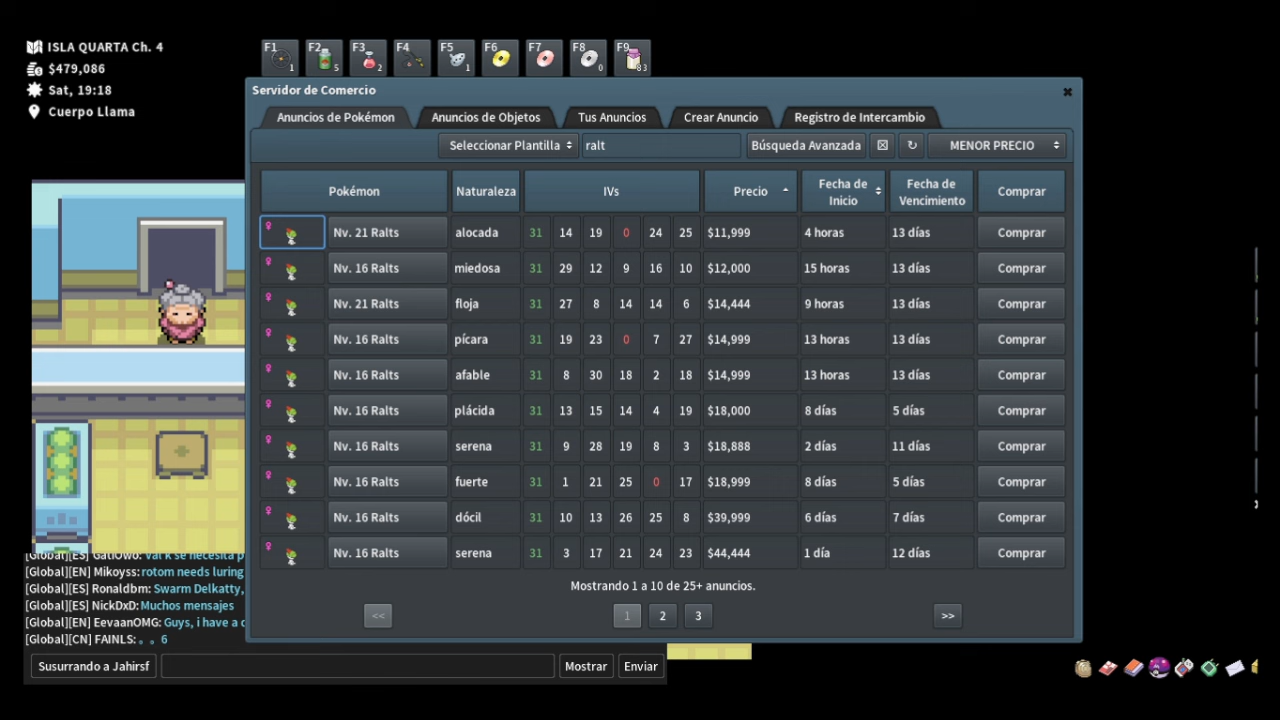 ISLA QUARTA Ch. 4
$479,086
Sat, 19:18
Cuerpo Llama
F1 1 F2 5 F3 2 F4 F5 1 F6 F7 F8 0 F9 83
Servidor de Comercio
Anuncios de Pokémon Anuncios de Objetos Tus Anuncios Crear Anuncio Registro de Intercambio
Seleccionar Plantilla ralt Búsqueda Avanzada MENOR PRECIO
Pokémon Naturaleza IVs Precio Fecha de Inicio Fecha de Vencimiento Comprar
Nv. 21 Ralts alocada 31 14 19 0 24 25 $11,999 4 horas 13 días Comprar
Nv. 16 Ralts miedosa 31 29 12 9 16 10 $12,000 15 horas 13 días Comprar
Nv. 21 Ralts floja 31 27 8 14 14 6 $14,444 9 horas 13 días Comprar
Nv. 16 Ralts pícara 31 19 23 0 7 27 $14,999 13 horas 13 días Comprar
Nv. 16 Ralts afable 31 8 30 18 2 18 $14,999 13 horas 13 días Comprar
Nv. 16 Ralts plácida 31 13 15 14 4 19 $18,000 8 días 5 días Comprar
Nv. 16 Ralts serena 31 9 28 19 8 3 $18,888 2 días 11 días Comprar
Nv. 16 Ralts fuerte 31 1 21 25 0 17 $18,999 8 días 5 días Comprar
Nv. 16 Ralts dócil 31 10 13 26 25 8 $39,999 6 días 7 días Comprar
Nv. 16 Ralts serena 31 3 17 21 24 23 $44,444 1 día 12 días Comprar
Mostrando 1 a 10 de 25+ anuncios.
<< 1 2 3 >>
[Global][ES] GatiOwo: Val k se necesita p
[Global][EN] Mikoyss: rotom needs luring
[Global][ES] Ronaldbm: Swarm Delkatty,
[Global][ES] NickDxD: Muchos mensajes
[Global][EN] EevaanOMG: Guys, i have a
[Global][CN] FAINLS: 。。6
Susurrando a Jahirsf Mostrar Enviar